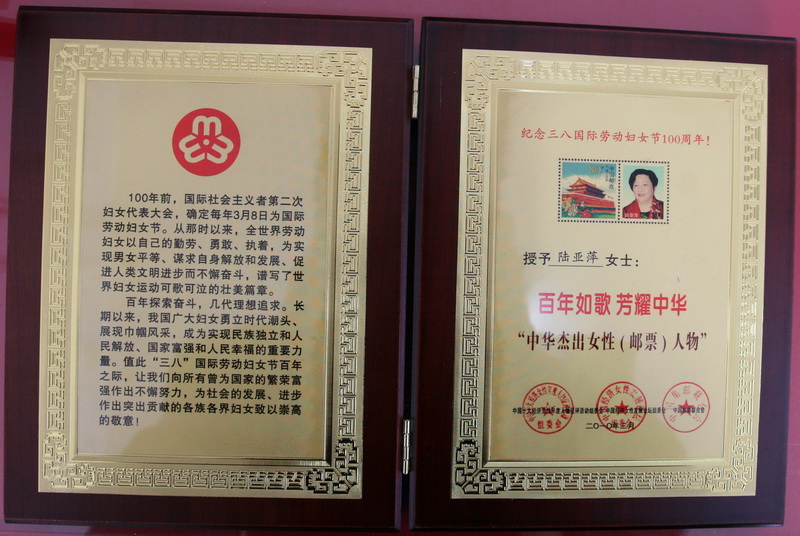 100年前，国际社会主义者第二次
妇女代表大会，确定每年3月8日为国际
劳动妇女节。从那时以来，全世界劳动
妇女以自己的勤劳、勇敢、执着，为实
现男女平等、谋求自身解放和发展、促
进人类文明进步而不懈奋斗，谱写了世
界妇女运动可歌可泣的壮美篇章。
百年探索奋斗，几代理想追求。长
期以来，我国广大妇女勇立时代潮头、
展现巾帼风采，成为实现民族独立和人
民解放、国家富强和人民幸福的重要力
量。值此“三八”国际劳动妇女节百年
之际，让我们向所有曾为国家的繁荣富
强作出不懈努力，为社会的发展、进步
作出突出贡献的各族各界妇女致以崇高
的敬意！
纪念三八国际劳动妇女节100周年！
授予 陆亚萍 女士：
百年如歌 芳耀中华
“中华杰出女性（邮票）人物”
组委会
二〇一〇年三月